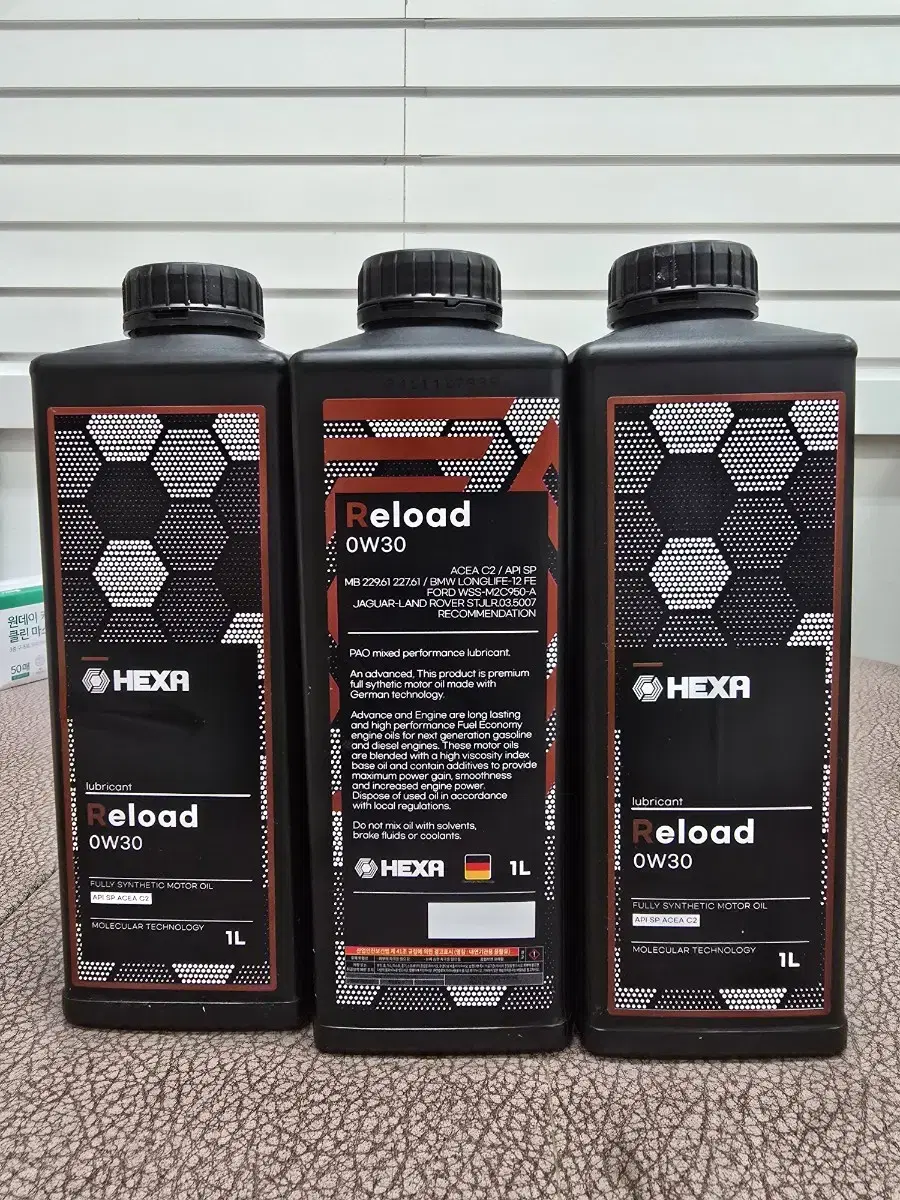 HEXA
lubricant
Reload
0W30
FULLY SYNTHETIC MOTOR OIL
API SP ACEA C2
MOLECULAR TECHNOLOGY
1L
Reload
0W30
ACEA C2 / API SP
MB 229.61 227.61 / BMW LONGLIFE-12 FE
FORD WSS-M2C950-A
JAGUAR-LAND ROVER STJLR.03.5007
RECOMMENDATION
PAO mixed performance lubricant.
An advanced, This product is premium
full sythetic motor oil made with
German technology.
Advance and Engine are long lasting
and high performance Fuel Economy
engine oils for next generation gasoline
and diesel engines. These motor oils
are blended with a high viscosity index
base oil and contain additives to provide
maximum power gain, smoothness
and increased engine power.
Dispose of used oil in accordance
with local regulations.
Do not mix oil with solvents,
brake fluids or coolants.
HEXA
1L
HEXA
lubricant
Reload
0W30
FULLY SYNTHETIC MOTOR OIL
API SP ACEA C2
MOLECULAR TECHNOLOGY
1L
원데이
클린 마스
50매